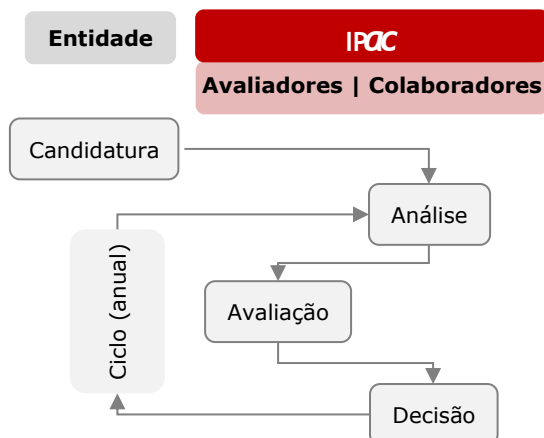 Entidade
IPac
Avaliadores | Colaboradores
Candidatura
Análise
Ciclo (anual)
Avaliação
Decisão